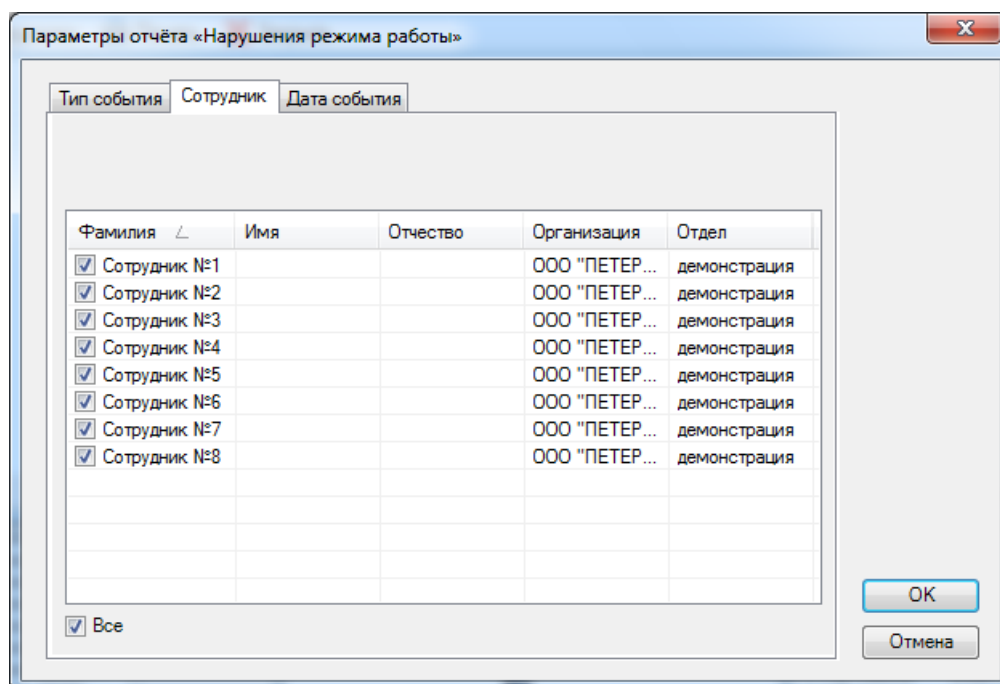 Параметры отчёта «Нарушения режима работы»
Тип события Сотрудник Дата события
Фамилия Имя Отчество Организация Отдел
Сотрудник №1 ООО "ПЕТЕР... демонстрация
Сотрудник №2 ООО "ПЕТЕР... демонстрация
Сотрудник №3 ООО "ПЕТЕР... демонстрация
Сотрудник №4 ООО "ПЕТЕР... демонстрация
Сотрудник №5 ООО "ПЕТЕР... демонстрация
Сотрудник №6 ООО "ПЕТЕР... демонстрация
Сотрудник №7 ООО "ПЕТЕР... демонстрация
Сотрудник №8 ООО "ПЕТЕР... демонстрация
Все
ОК
Отмена